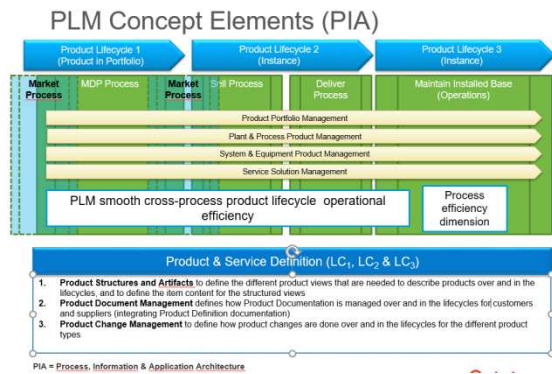 PLM Concept Elements (PIA)
Product Lifecycle 1
(Product in Portfolio)
Product Lifecycle 2
(Instance)
Product Lifecycle 3
(Instance)
Market
Process
MDP Process
Market
Process
Sell Process
Deliver
Process
Maintain Installed Base
(Operations)
Product Portfolio Management
Plant & Process Product Management
System & Equipment Product Management
Service Solution Management
PLM smooth cross-process product lifecycle operational
efficiency
Process
efficiency
dimension
Product & Service Definition (LC1, LC2 & LC3)
1. Product Structures and Artifacts to define the different product views that are needed to describe products over and in the
lifecycles, and to define the item content for the structured views
2. Product Document Management defines how Product Documentation is managed over and in the lifecycles for customers
and suppliers (integrating Product Definition documentation)
3. Product Change Management to define how product changes are done over and in the lifecycles for the different product
types
PIA = Process, Information & Application Architecture